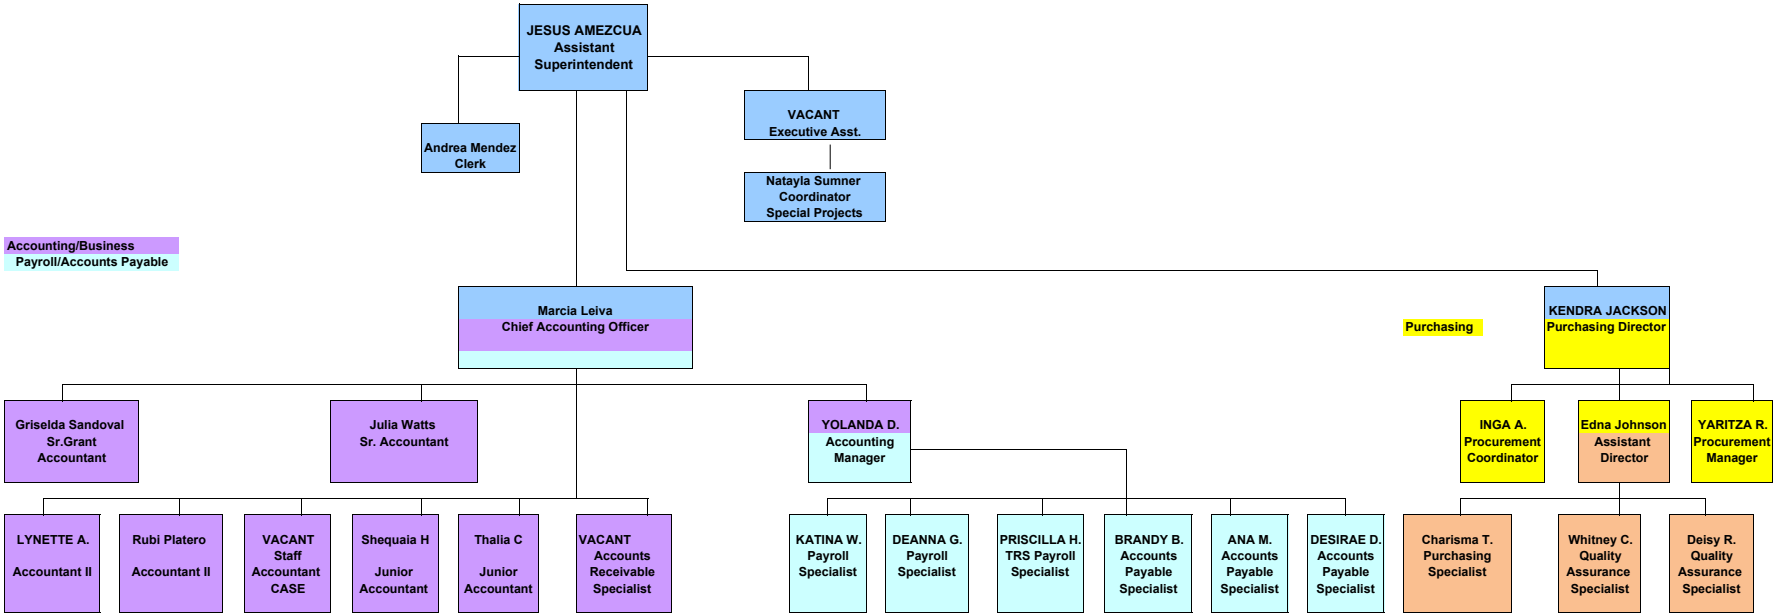 JESUS AMEZCUA
Assistant
Superintendent
VACANT
Executive Asst.
Andrea Mendez
Clerk
Natayla Sumner
Coordinator
Special Projects
Accounting/Business
Payroll/Accounts Payable
Marcia Leiva
Chief Accounting Officer
Purchasing
KENDRA JACKSON
Purchasing Director
Griselda Sandoval
Sr.Grant
Accountant
Julia Watts
Sr. Accountant
YOLANDA D.
Accounting
Manager
INGA A.
Procurement
Coordinator
Edna Johnson
Assistant
Director
YARITZA R.
Procurement
Manager
LYNETTE A.
Accountant II
Rubi Platero
Accountant II
VACANT
Staff
Accountant
CASE
Shequaia H
Junior
Accountant
Thalia C
Junior
Accountant
VACANT
Accounts
Receivable
Specialist
KATINA W.
Payroll
Specialist
DEANNA G.
Payroll
Specialist
PRISCILLA H.
TRS Payroll
Specialist
BRANDY B.
Accounts
Payable
Specialist
ANA M.
Accounts
Payable
Specialist
DESIRAE D.
Accounts
Payable
Specialist
Charisma T.
Purchasing
Specialist
Whitney C.
Quality
Assurance
Specialist
Deisy R.
Quality
Assurance
Specialist